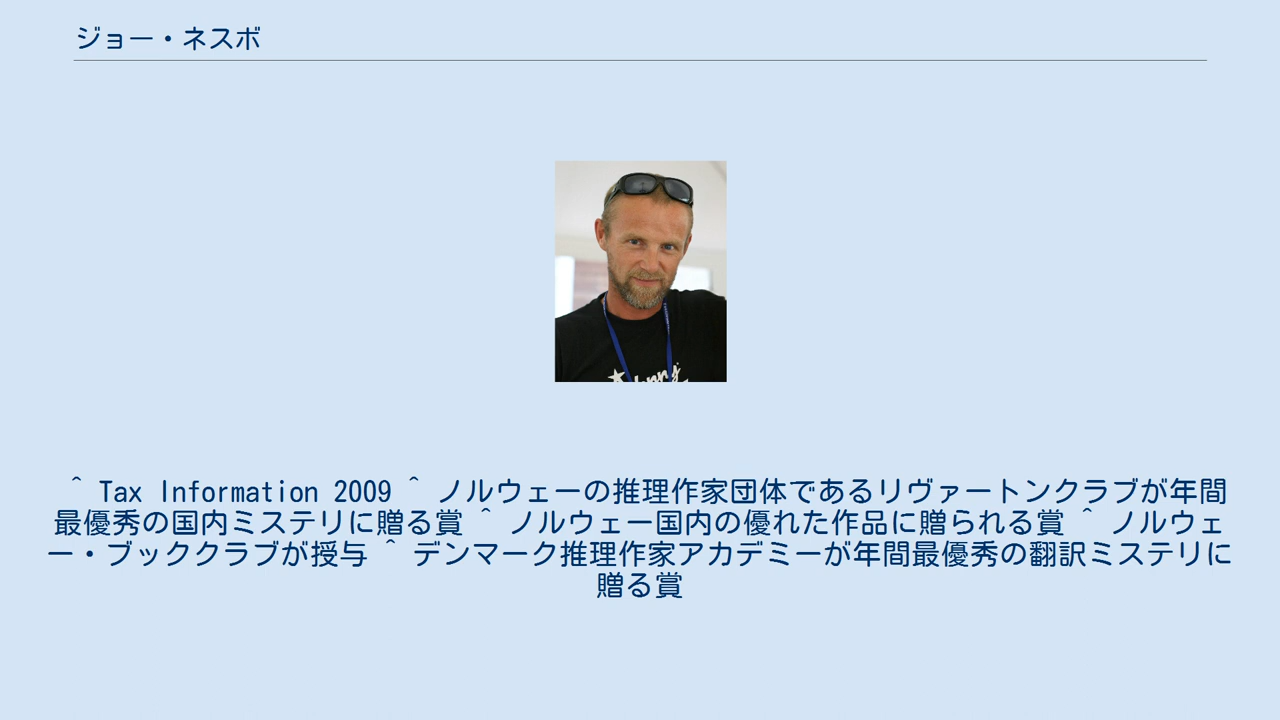 ジョー・ネスボ
^ Tax Information 2009 ^ ノルウェーの推理作家団体であるリヴァートンクラブが年間
最優秀の国内ミステリに贈る賞 ^ ノルウェー国内の優れた作品に贈られる賞 ^ ノルウェ
ー・ブッククラブが授与 ^ デンマーク推理作家アカデミーが年間最優秀の翻訳ミステリに
贈る賞